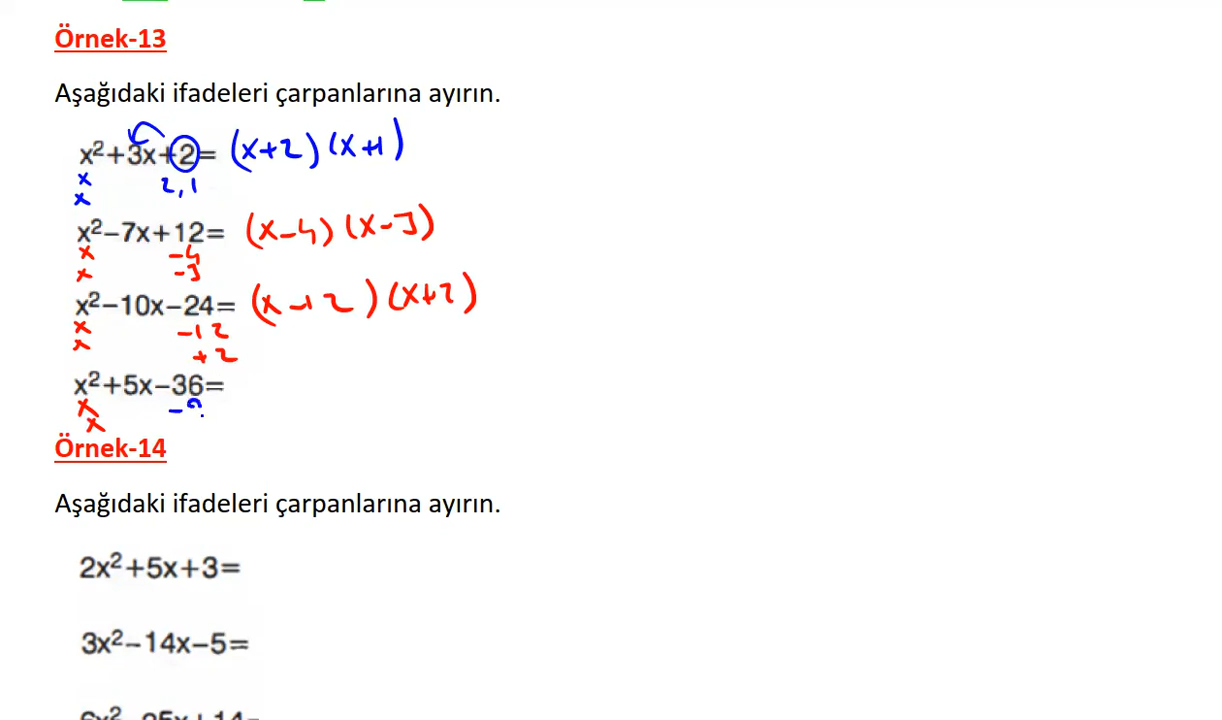 Örnek-13
Aşağıdaki ifadeleri çarpanlarına ayırın.
x²+3x+2= (x+2) (x+1)
x 2,1
x
x²−7x+12= (x−4) (x−3)
x −4
x −3
x²−10x−24= (x−12) (x+2)
x −12
x +2
x²+5x−36=
x −
x
Örnek-14
Aşağıdaki ifadeleri çarpanlarına ayırın.
2x²+5x+3=
3x²−14x−5=